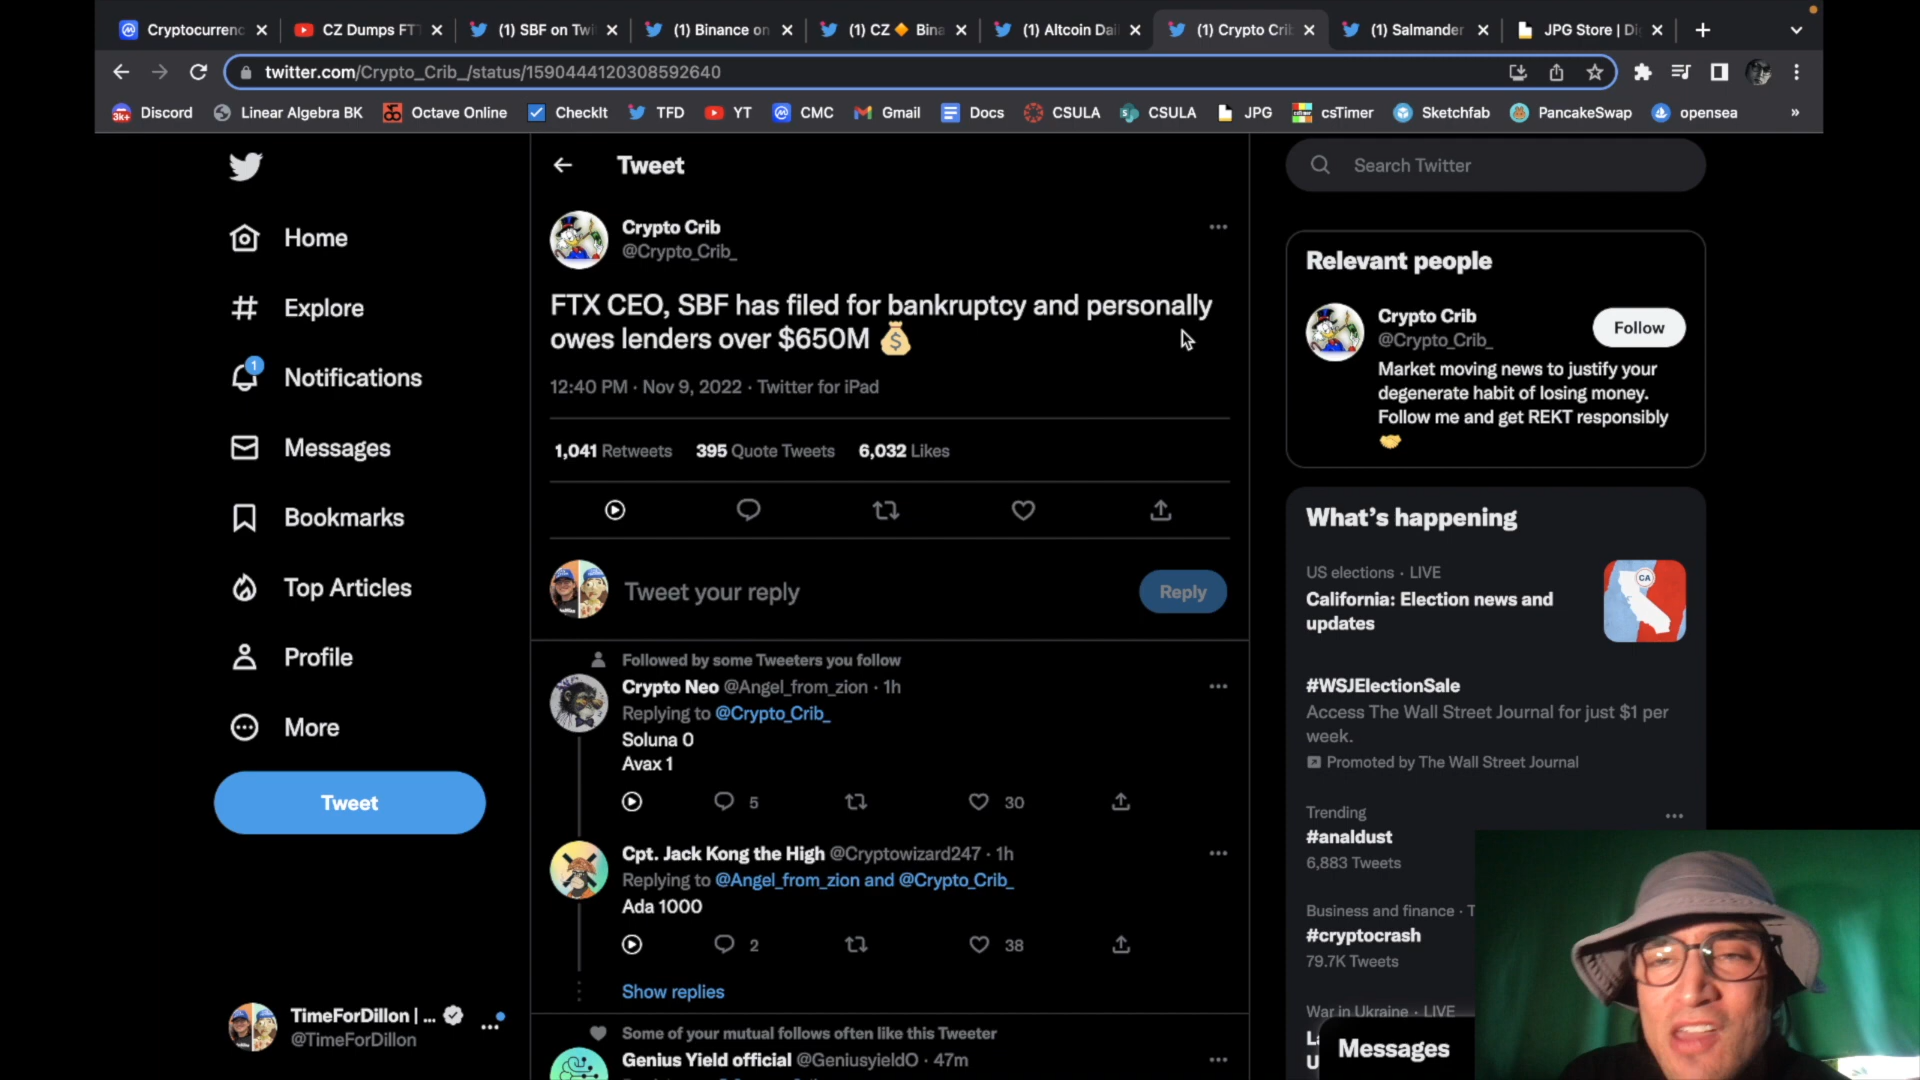 Cryptocurrenc
CZ Dumps FT
(1) SBF on Twi
(1) Binance on
(1) CZ 🔶 Bina
(1) Altcoin Dai
(1) Crypto Crib
(1) Salmander
JPG Store | Di
twitter.com/Crypto_Crib_/status/1590444120308592640
3k+
Discord
Linear Algebra BK
Octave Online
CheckIt
TFD
YT
CMC
Gmail
Docs
CSULA
CSULA
JPG
csTimer
Sketchfab
PancakeSwap
opensea
»
Home
Explore
1
Notifications
Messages
Bookmarks
Top Articles
Profile
More
Tweet
TimeForDillon | ...
@TimeForDillon
Tweet
Crypto Crib
@Crypto_Crib_
FTX CEO, SBF has filed for bankruptcy and personally
owes lenders over $650M 💰
12:40 PM · Nov 9, 2022 · Twitter for iPad
1,041 Retweets 395 Quote Tweets 6,032 Likes
Tweet your reply
Reply
Followed by some Tweeters you follow
Crypto Neo @Angel_from_zion · 1h
Replying to @Crypto_Crib_
Soluna 0
Avax 1
5
30
Cpt. Jack Kong the High @Cryptowizard247 · 1h
Replying to @Angel_from_zion and @Crypto_Crib_
Ada 1000
2
38
Show replies
Some of your mutual follows often like this Tweeter
Genius Yield official @GeniusyieldO · 47m
Search Twitter
Relevant people
Crypto Crib
@Crypto_Crib_
Follow
Market moving news to justify your
degenerate habit of losing money.
Follow me and get REKT responsibly
🤝
What's happening
US elections · LIVE
California: Election news and
updates
CA
#WSJElectionSale
Access The Wall Street Journal for just $1 per
week.
Promoted by The Wall Street Journal
Trending
#analdust
6,883 Tweets
Business and finance · T
#cryptocrash
79.7K Tweets
War in Ukraine · LIVE
Messages